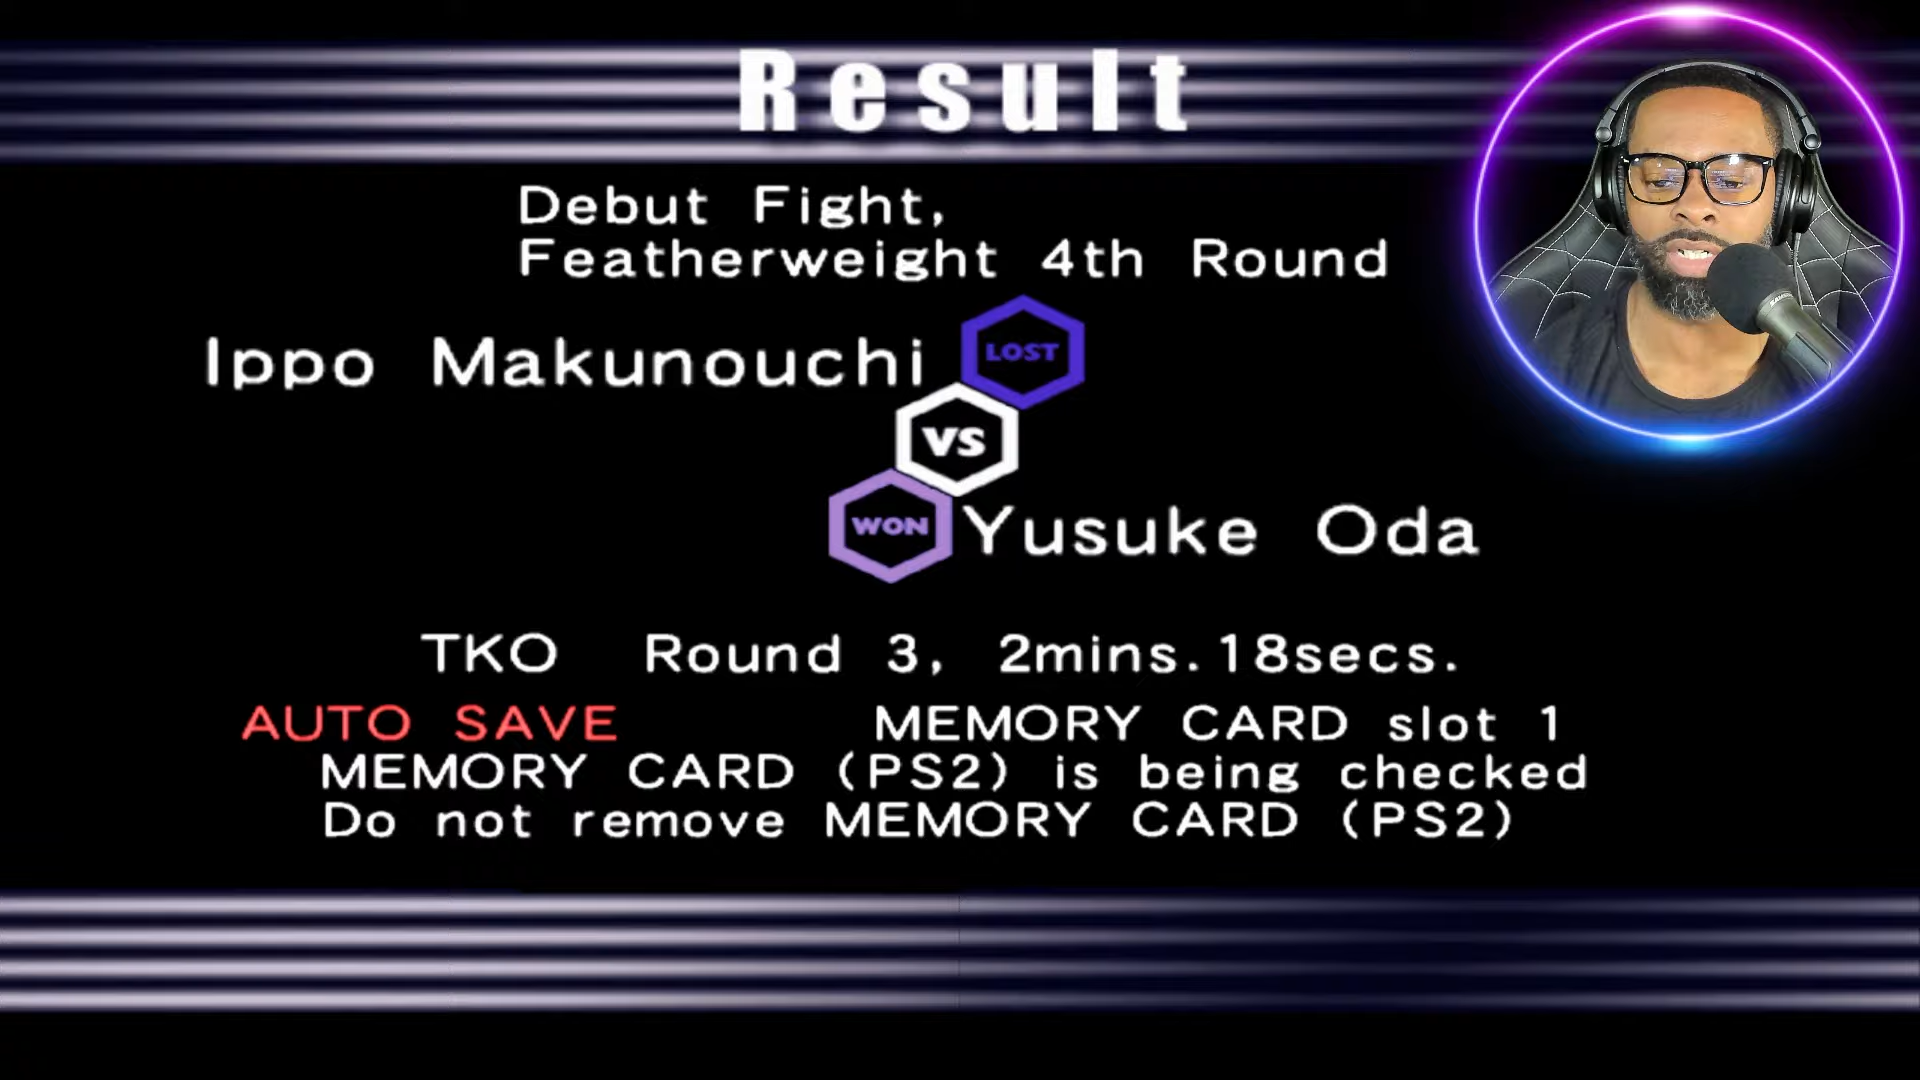 Result
Debut Fight,
Featherweight 4th Round
Ippo Makunouchi LOST
VS
WON Yusuke Oda
TKO Round 3, 2mins.18secs.
AUTO SAVE MEMORY CARD slot 1
MEMORY CARD (PS2) is being checked
Do not remove MEMORY CARD (PS2)